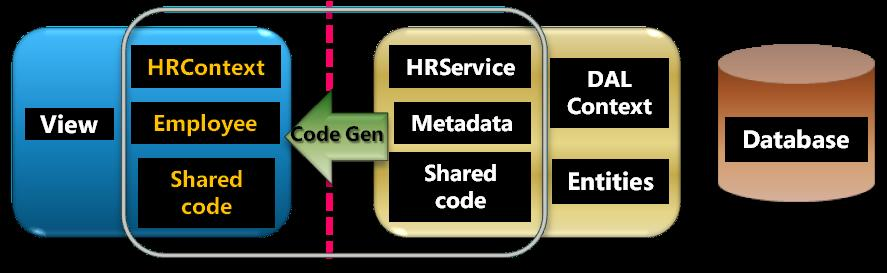 View
HRContext
Employee
Shared
code
Code Gen
HRService
Metadata
Shared
code
DAL
Context
Entities
Database